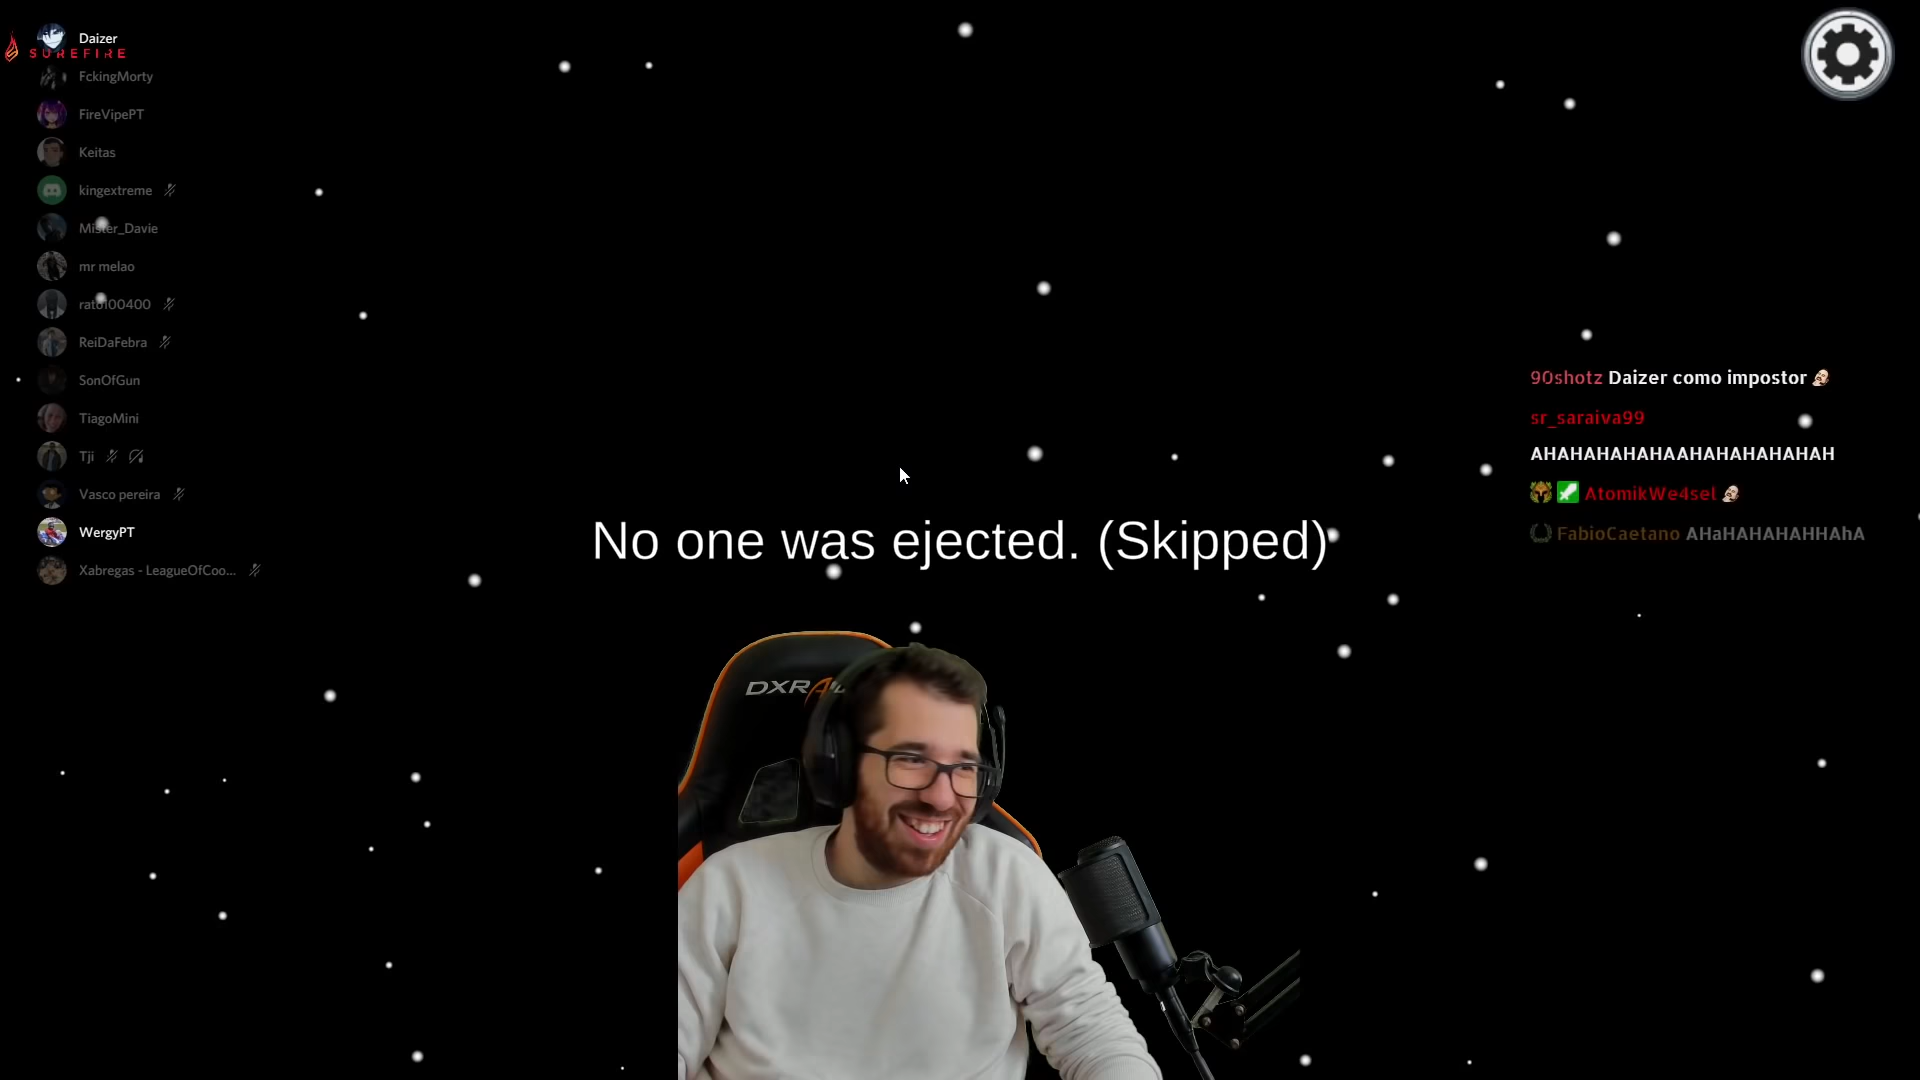 Daizer
SUREFIRE
FckingMorty
FireVipePT
Keitas
kingextreme
Mister_Davie
mr melao
rato100400
ReiDaFebra
SonOfGun
TiagoMini
Tji
Vasco pereira
WergyPT
Xabregas - LeagueOfCoo...
90shotz Daizer como impostor
sr_saraiva99
AHAHAHAHAHAAHAHAHAHAHAH
AtomikWe4sel
FabioCaetano AHaHAHAHAHHAhA
No one was ejected. (Skipped)